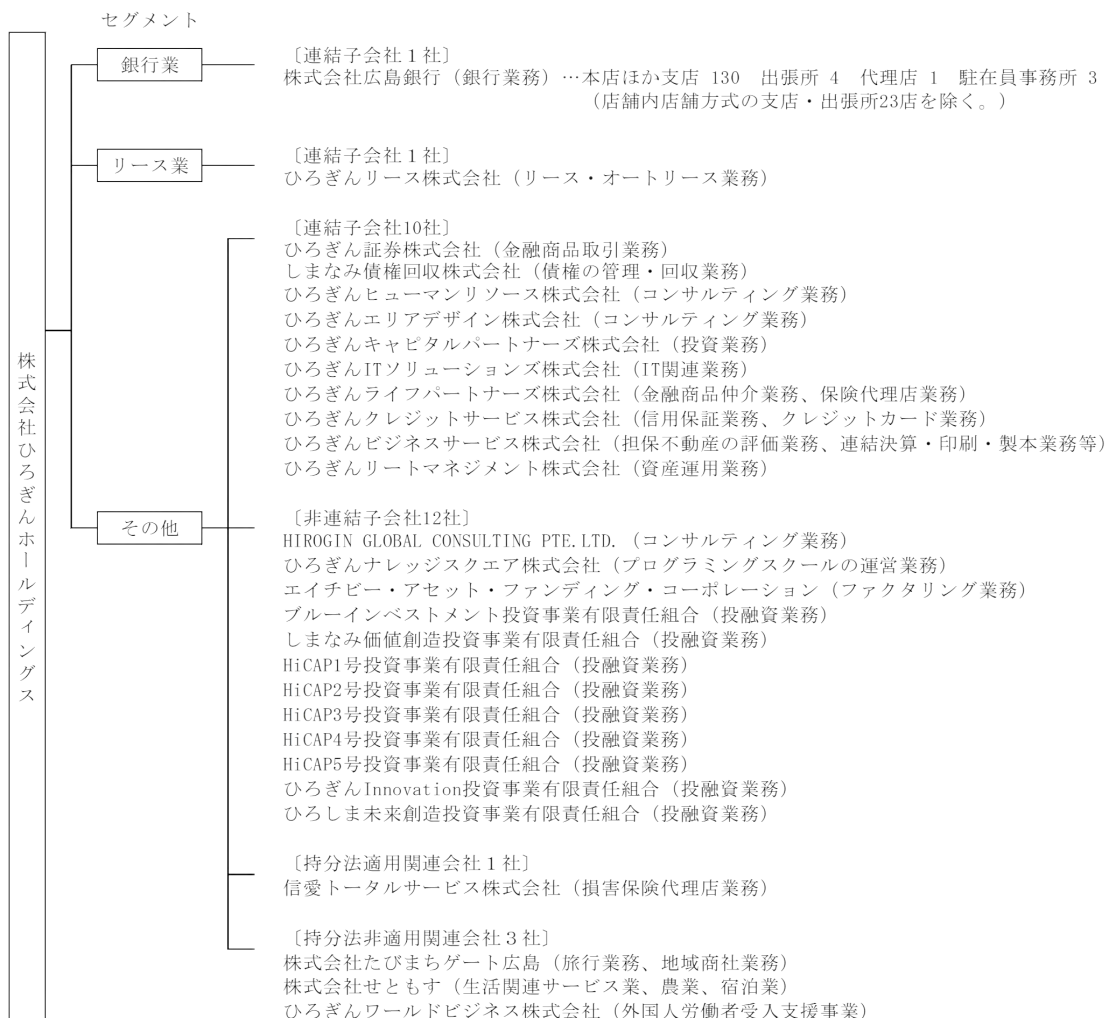 セグメント
株式会社ひろぎんホールディングス
銀行業
〔連結子会社1社〕
株式会社広島銀行（銀行業務）…本店ほか支店 130　出張所 4　代理店 1　駐在員事務所 3
（店舗内店舗方式の支店・出張所23店を除く。）
リース業
〔連結子会社1社〕
ひろぎんリース株式会社（リース・オートリース業務）
その他
〔連結子会社10社〕
ひろぎん証券株式会社（金融商品取引業務）
しまなみ債権回収株式会社（債権の管理・回収業務）
ひろぎんヒューマンリソース株式会社（コンサルティング業務）
ひろぎんエリアデザイン株式会社（コンサルティング業務）
ひろぎんキャピタルパートナーズ株式会社（投資業務）
ひろぎんITソリューションズ株式会社（IT関連業務）
ひろぎんライフパートナーズ株式会社（金融商品仲介業務、保険代理店業務）
ひろぎんクレジットサービス株式会社（信用保証業務、クレジットカード業務）
ひろぎんビジネスサービス株式会社（担保不動産の評価業務、連結決算・印刷・製本業務等）
ひろぎんリートマネジメント株式会社（資産運用業務）
〔非連結子会社12社〕
HIROGIN GLOBAL CONSULTING PTE.LTD.（コンサルティング業務）
ひろぎんナレッジスクエア株式会社（プログラミングスクールの運営業務）
エイチビー・アセット・ファンディング・コーポレーション（ファクタリング業務）
ブルーインベストメント投資事業有限責任組合（投融資業務）
しまなみ価値創造投資事業有限責任組合（投融資業務）
HiCAP1号投資事業有限責任組合（投融資業務）
HiCAP2号投資事業有限責任組合（投融資業務）
HiCAP3号投資事業有限責任組合（投融資業務）
HiCAP4号投資事業有限責任組合（投融資業務）
HiCAP5号投資事業有限責任組合（投融資業務）
ひろぎんInnovation投資事業有限責任組合（投融資業務）
ひろしま未来創造投資事業有限責任組合（投融資業務）
〔持分法適用関連会社1社〕
信愛トータルサービス株式会社（損害保険代理店業務）
〔持分法非適用関連会社3社〕
株式会社たびまちゲート広島（旅行業務、地域商社業務）
株式会社せともす（生活関連サービス業、農業、宿泊業）
ひろぎんワールドビジネス株式会社（外国人労働者受入支援事業）